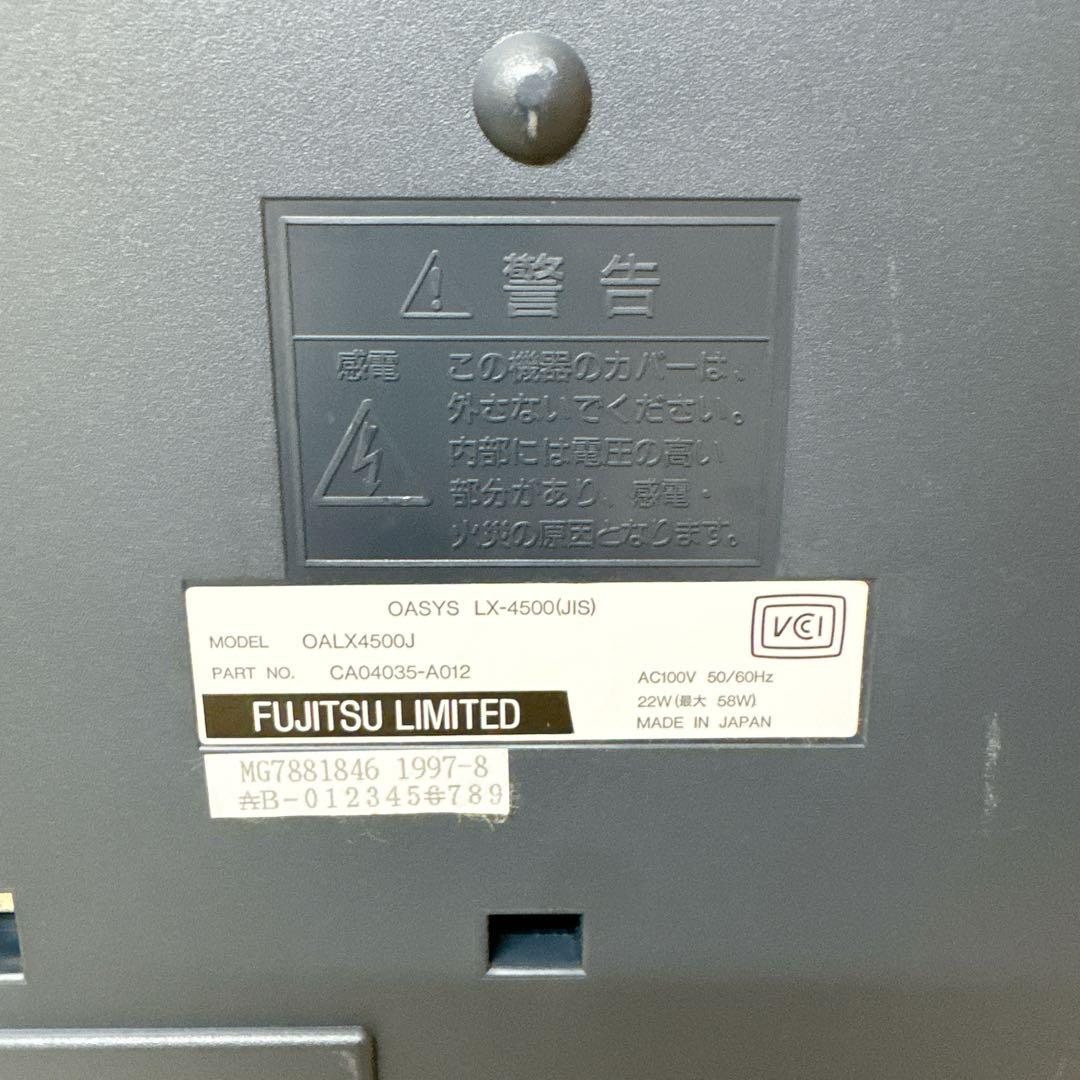 警告
感電
この機器のカバーは、
外さないでください。
内部には電圧の高い
部分があり、感電・
火災の原因となります。
OASYS LX-4500(JIS)
VCI
MODEL OALX4500J
PART NO. CA04035-A012
AC100V 50/60Hz
22W(最大 58W)
FUJITSU LIMITED
MADE IN JAPAN
MG7881846 1997-8
AB-0123456789